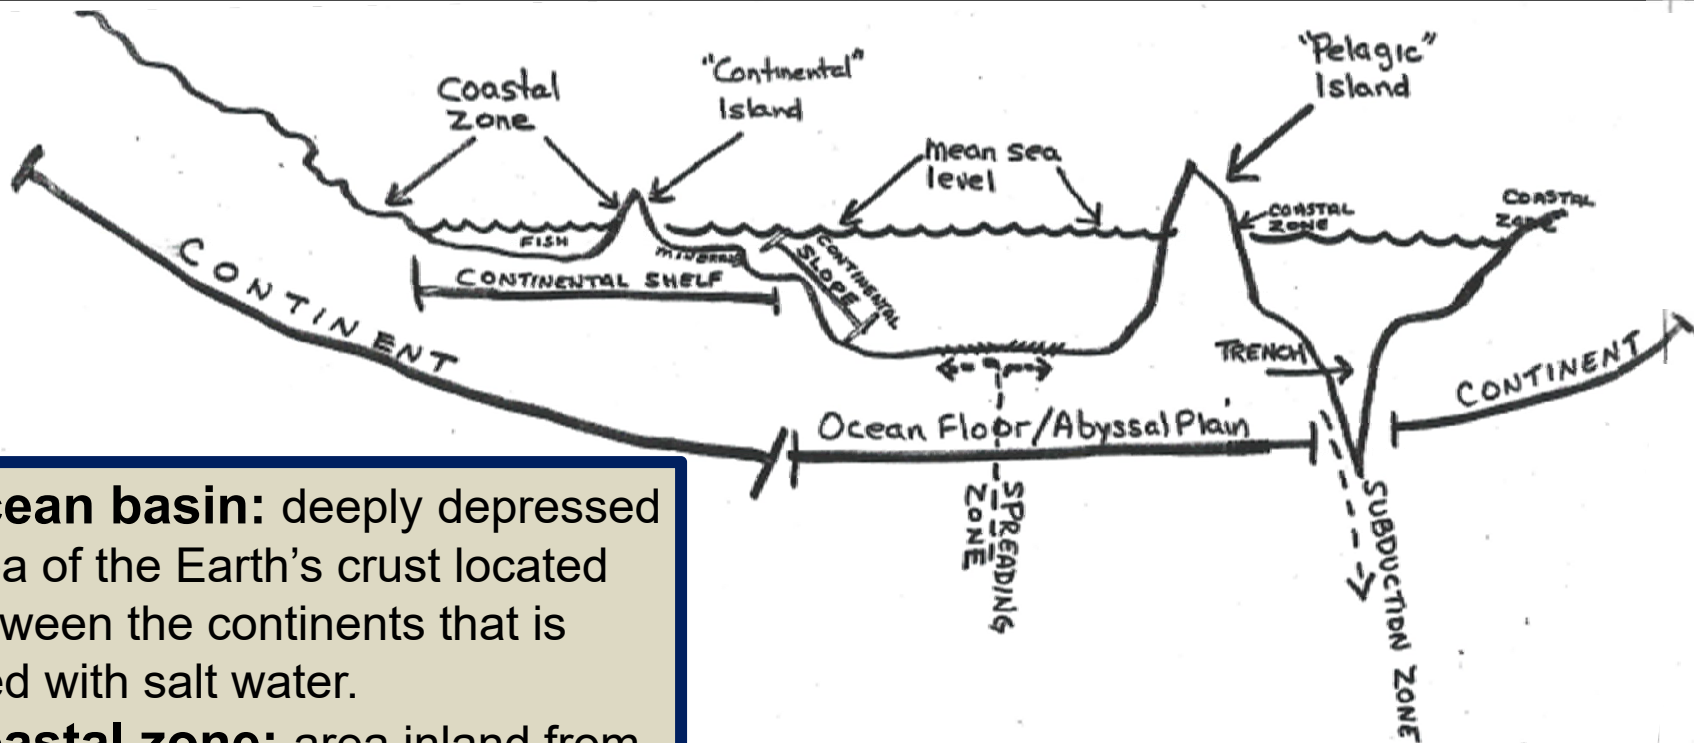 Coastal
Zone
"Continental"
Island
"Pelagic"
Island
mean sea
level
COASTAL
ZONE
COASTAL
ZONE
FISH
CONTINENTAL SHELF
CONTINENTAL
SLOPE
CONTINENT
TRENCH
CONTINENT
Ocean Floor/Abyssal Plain
SPREADING
ZONE
SUBDUCTION ZONE
cean basin: deeply depressed
a of the Earth's crust located
ween the continents that is
ed with salt water.
astal zone: area inland from